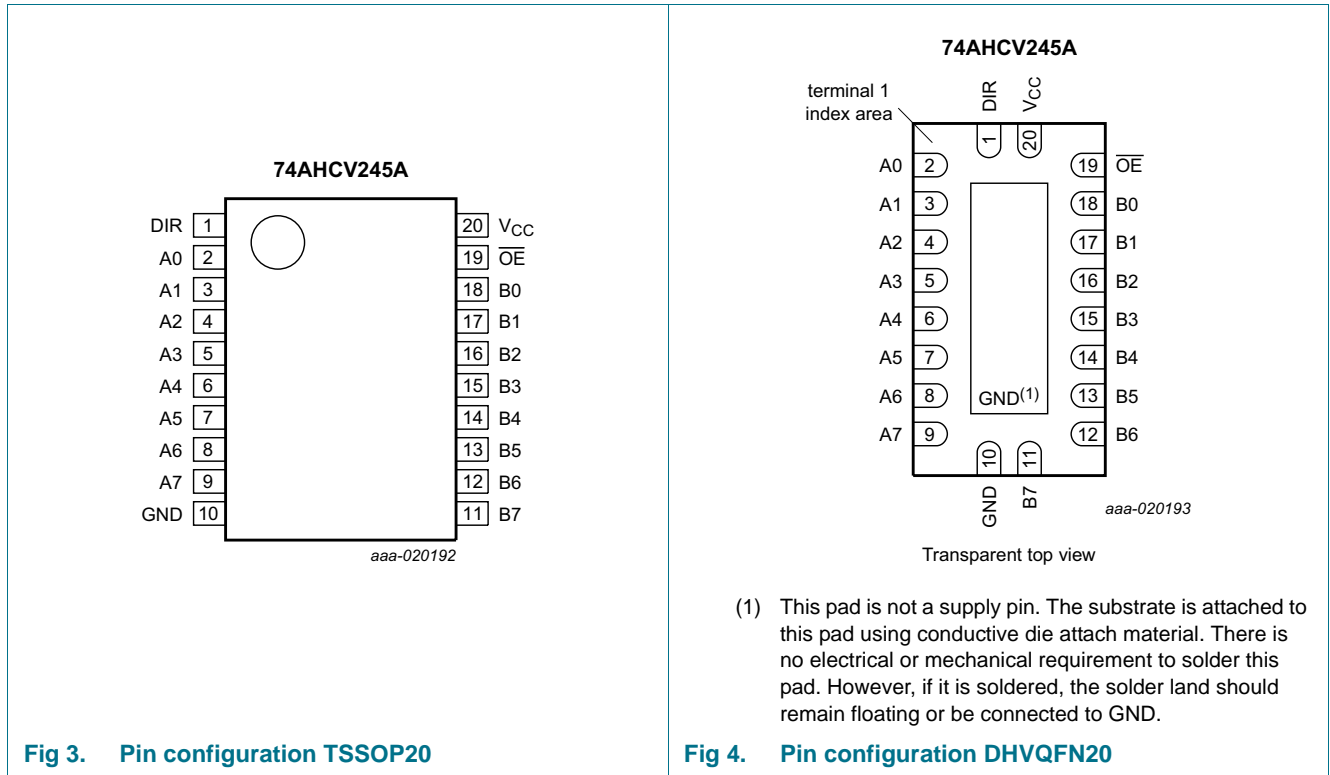 74AHCV245A
DIR 1 20 VCC
A0 2 19 OE
A1 3 18 B0
A2 4 17 B1
A3 5 16 B2
A4 6 15 B3
A5 7 14 B4
A6 8 13 B5
A7 9 12 B6
GND 10 11 B7
aaa-020192
Fig 3. Pin configuration TSSOP20
74AHCV245A
terminal 1
index area
DIR VCC
1 20
A0 2 19 OE
A1 3 18 B0
A2 4 17 B1
A3 5 16 B2
A4 6 15 B3
A5 7 14 B4
A6 8 GND(1) 13 B5
A7 9 12 B6
10 11
GND B7
aaa-020193
Transparent top view
(1) This pad is not a supply pin. The substrate is attached to
this pad using conductive die attach material. There is
no electrical or mechanical requirement to solder this
pad. However, if it is soldered, the solder land should
remain floating or be connected to GND.
Fig 4. Pin configuration DHVQFN20